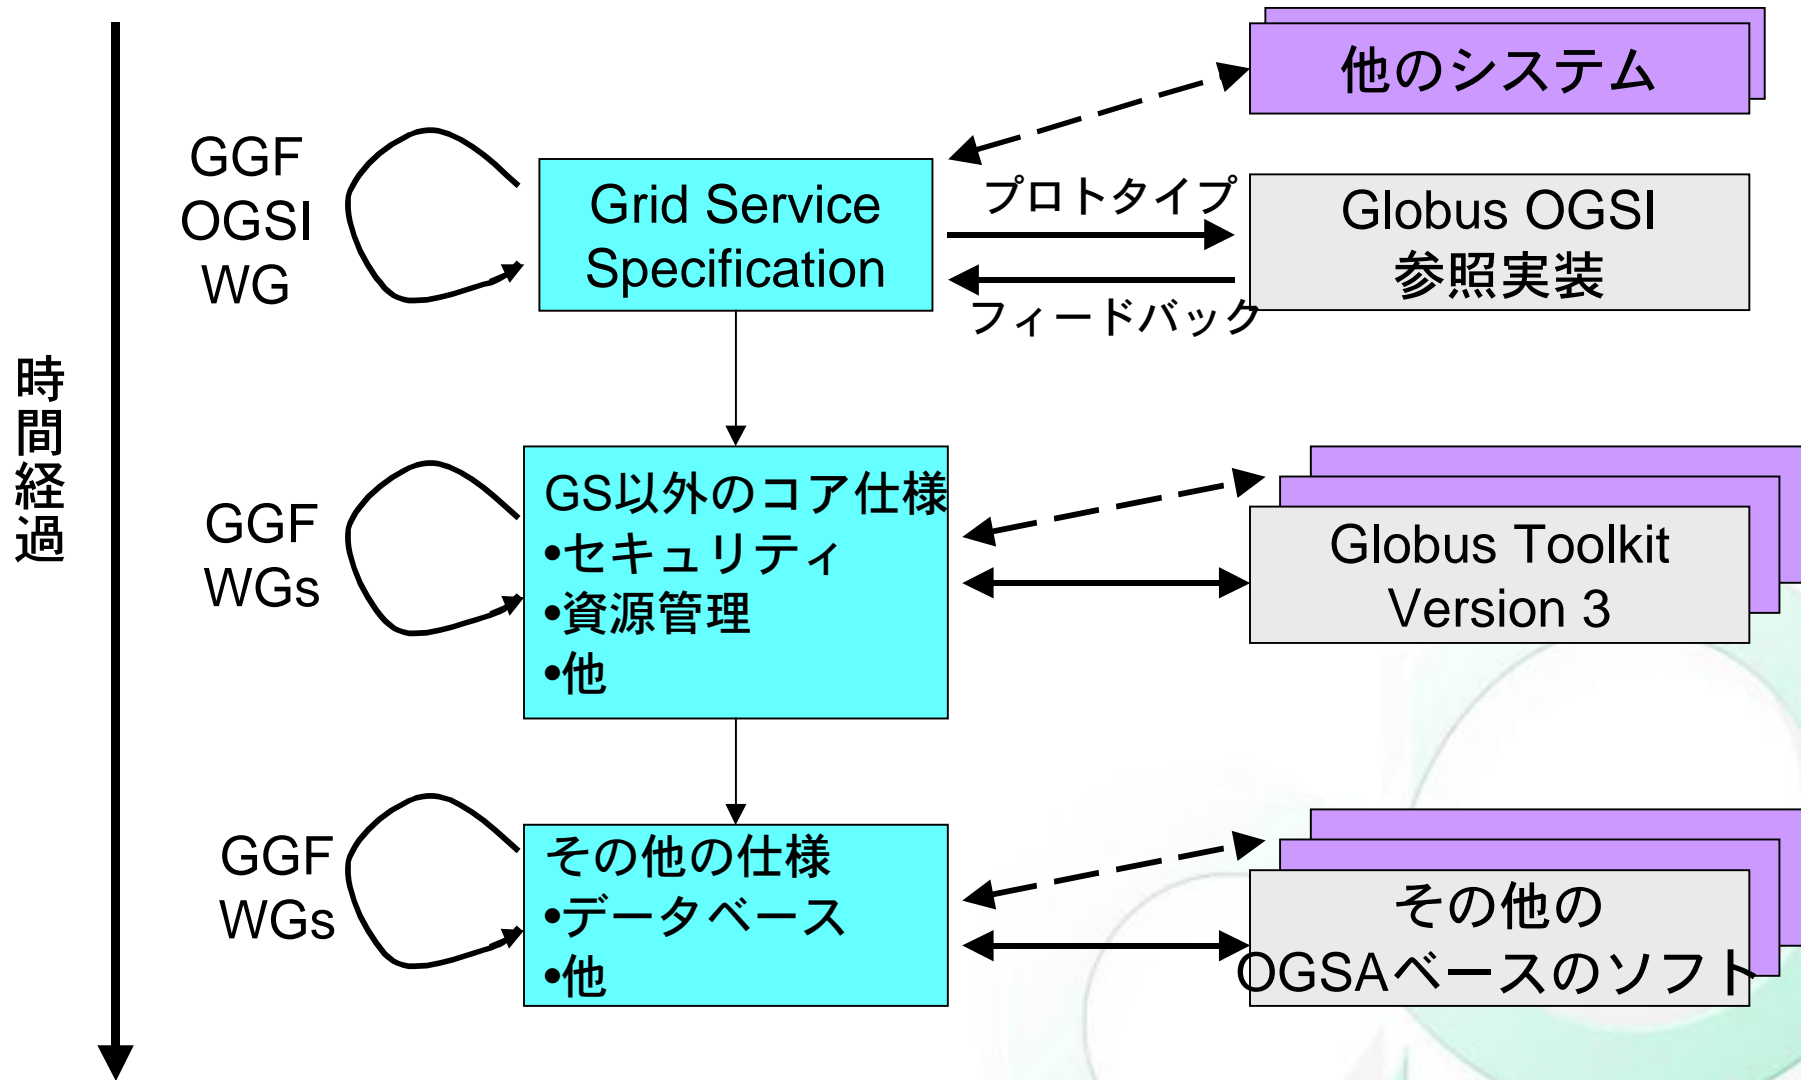 時間経過
GGF
OGSI
WG
Grid Service
Specification
プロトタイプ
フィードバック
他のシステム
Globus OGSI
参照実装
GGF
WGs
GS以外のコア仕様
•セキュリティ
•資源管理
•他
Globus Toolkit
Version 3
GGF
WGs
その他の仕様
•データベース
•他
その他の
OGSAベースのソフト